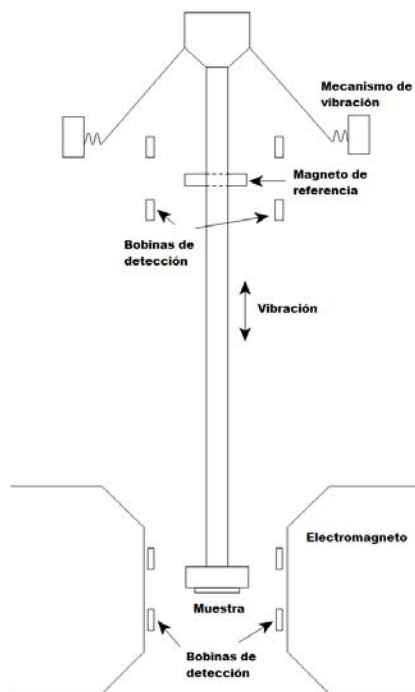 Mecanismo de
vibración
Magneto de
referencia
Bobinas de
detección
Vibración
Electromagneto
Muestra
Bobinas de
detección